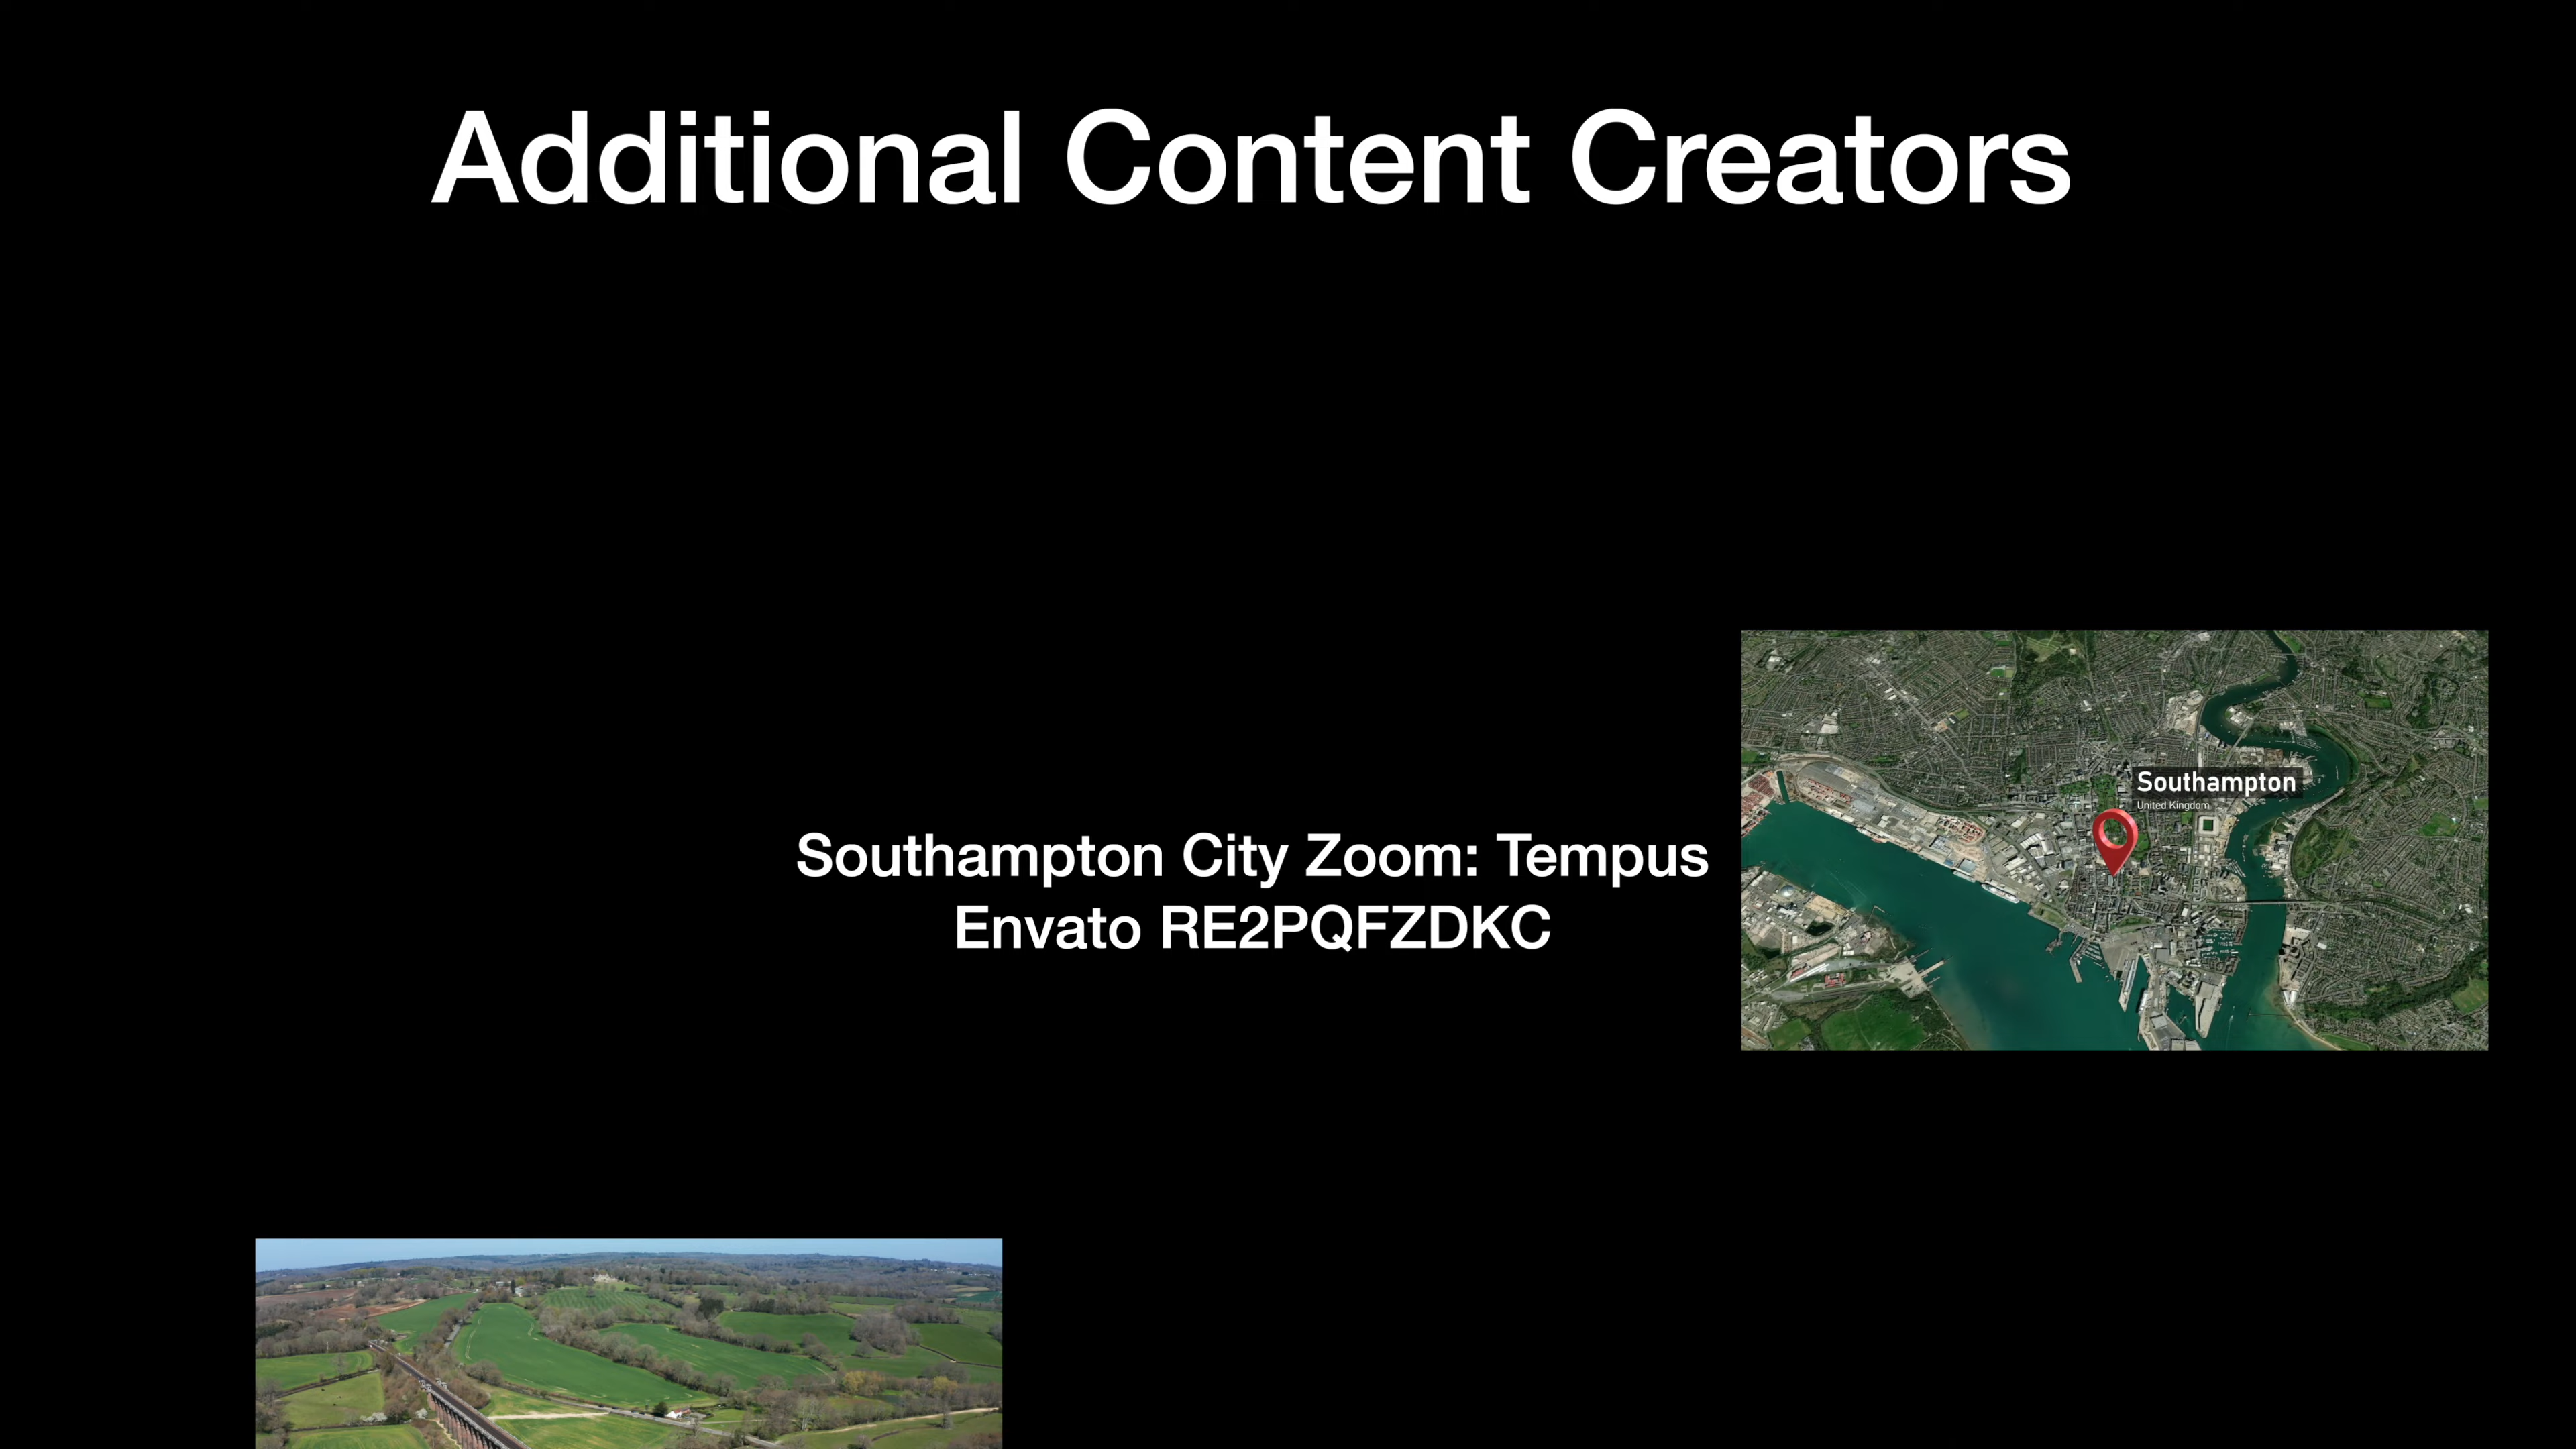 Additional Content Creators
Southampton City Zoom: Tempus
Envato RE2PQFZDKC
Southampton
United Kingdom